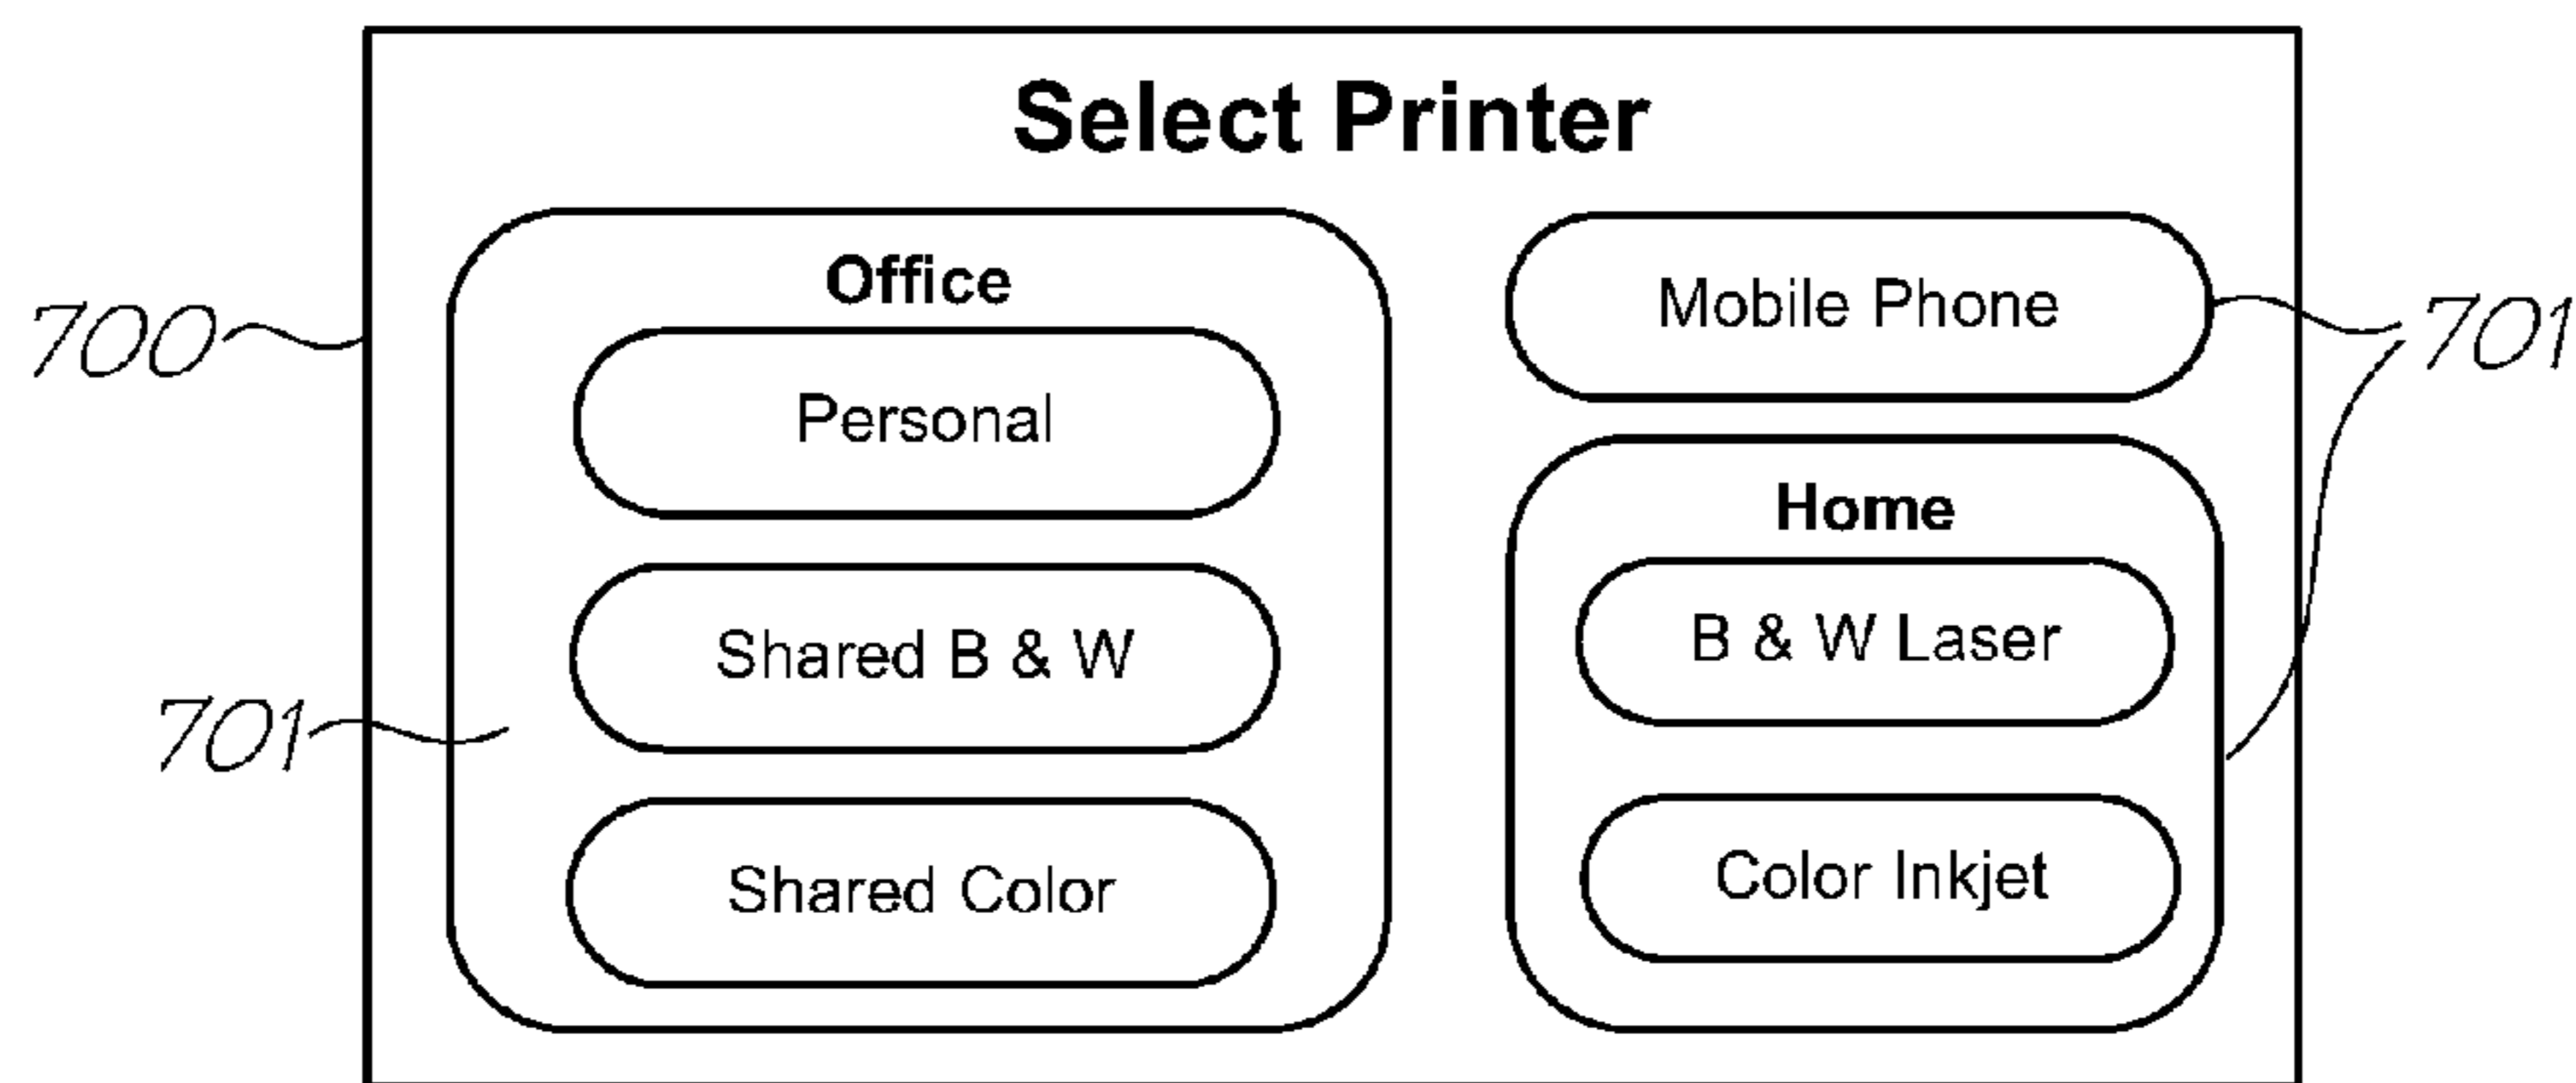 Select Printer
700
Office
Personal
Shared B & W
701
Shared Color
Mobile Phone
701
Home
B & W Laser
Color Inkjet